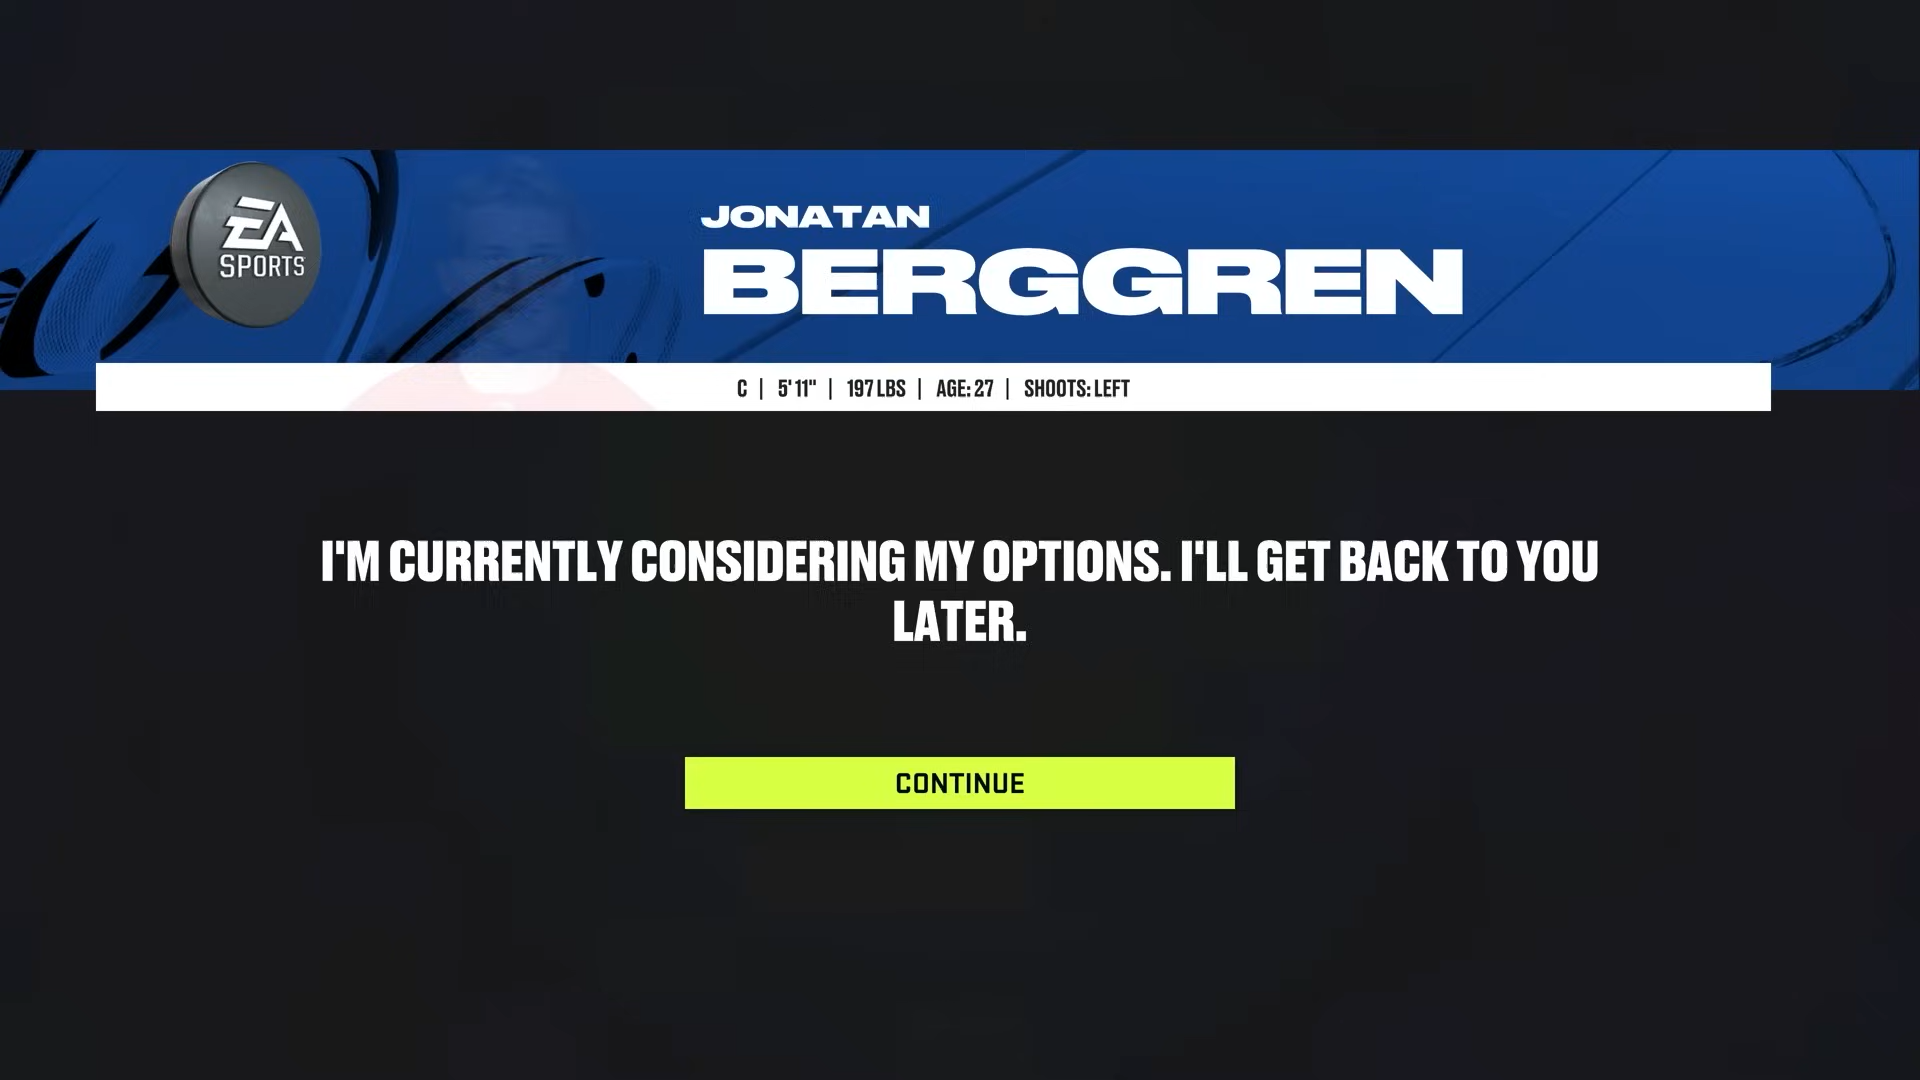 EA
SPORTS
JONATAN
BERGGREN
C | 5'11" | 197 LBS | AGE: 27 | SHOOTS: LEFT
I'M CURRENTLY CONSIDERING MY OPTIONS. I'LL GET BACK TO YOU
LATER.
CONTINUE